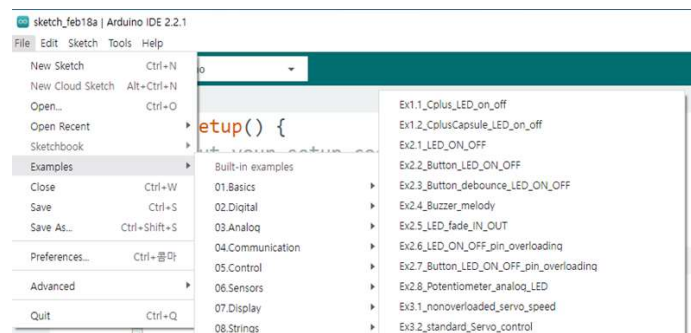 sketch_feb18a | Arduino IDE 2.2.1
File Edit Sketch Tools Help
New Sketch Ctrl+N
New Cloud Sketch Alt+Ctrl+N
Open... Ctrl+O
Open Recent
Sketchbook
Examples
Close Ctrl+W
Save Ctrl+S
Save As... Ctrl+Shift+S
Preferences... Ctrl+콤마
Advanced
Quit Ctrl+Q
etup() {
Built-in examples
01.Basics
02.Digital
03.Analog
04.Communication
05.Control
06.Sensors
07.Display
08.Strings
Ex1.1_Cplus_LED_on_off
Ex1.2_CplusCapsule_LED_on_off
Ex2.1_LED_ON_OFF
Ex2.2_Button_LED_ON_OFF
Ex2.3_Button_debounce_LED_ON_OFF
Ex2.4_Buzzer_melody
Ex2.5_LED_fade_IN_OUT
Ex2.6_LED_ON_OFF_pin_overloading
Ex2.7_Button_LED_ON_OFF_pin_overloading
Ex2.8_Potentiometer_analog_LED
Ex3.1_nonoverloaded_servo_speed
Ex3.2_standard_Servo_control